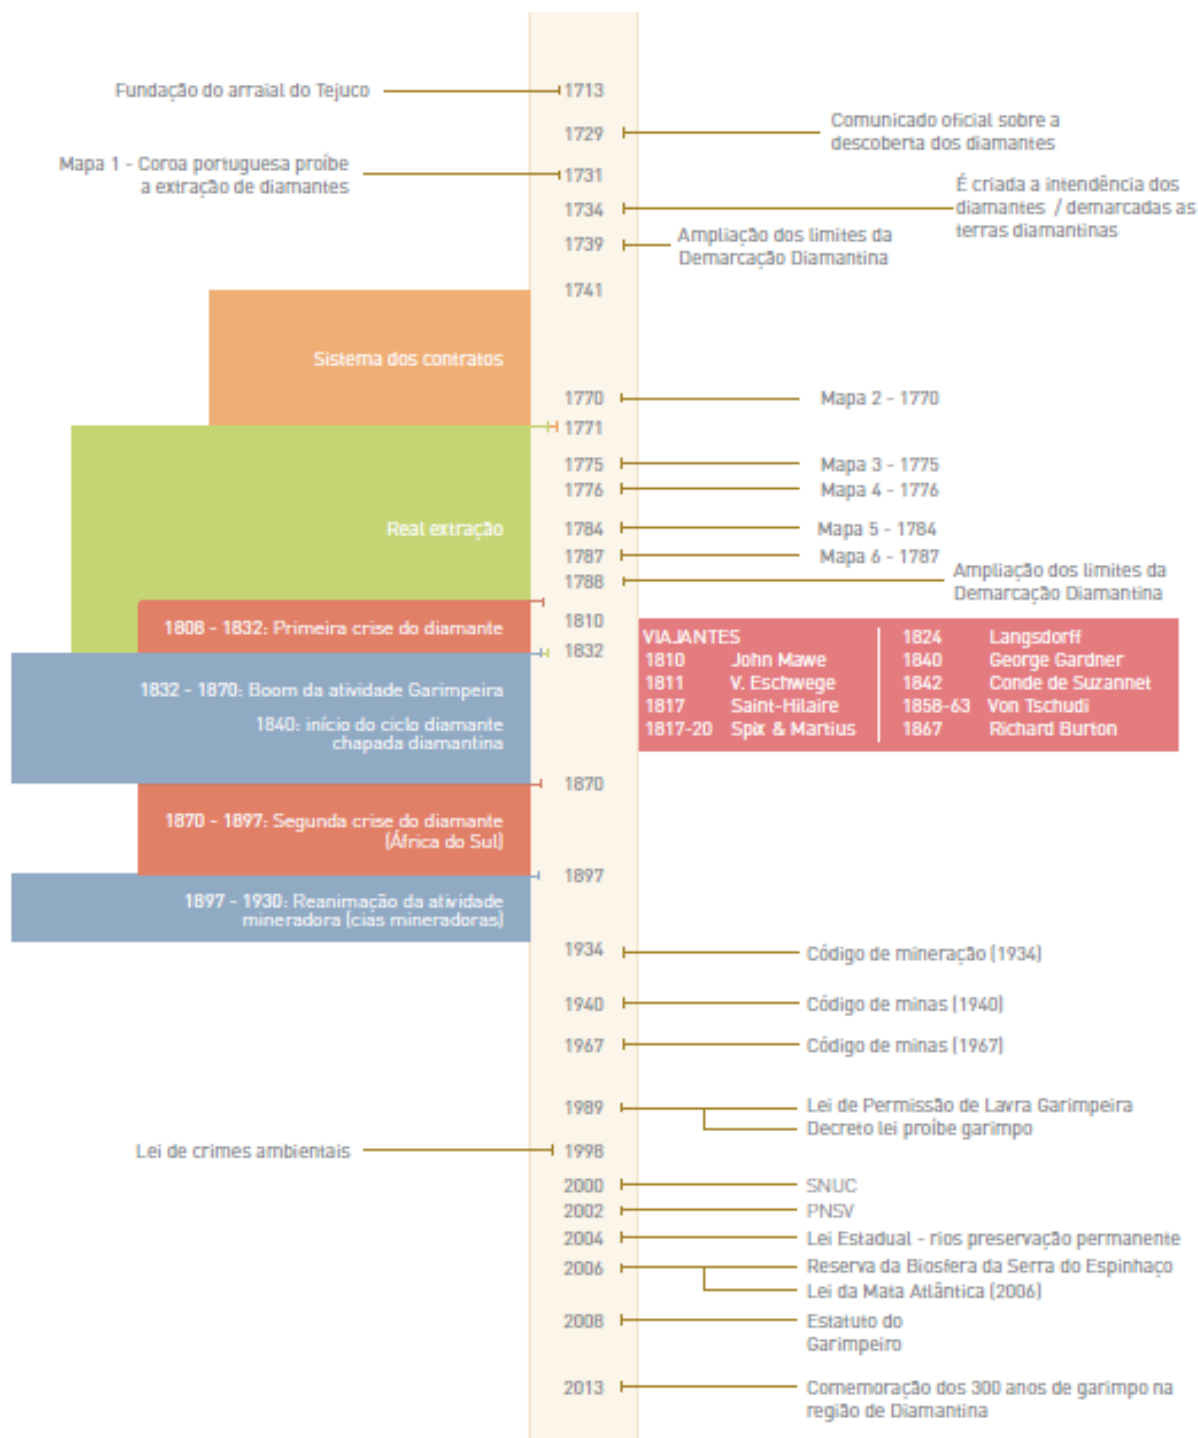 Fundação do arraial do Tejuco
1713
1729
Comunicado oficial sobre a
descoberta dos diamantes
Mapa 1 - Coroa portuguesa proíbe
a extração de diamantes
1731
1734
É criada a intendência dos
diamantes / demarcadas as
terras diamantinas
1739
Ampliação dos limites da
Demarcação Diamantina
1741
Sistema dos contratos
1770
Mapa 2 - 1770
1771
1775
Mapa 3 - 1775
1776
Mapa 4 - 1776
Real extração
1784
Mapa 5 - 1784
1787
Mapa 6 - 1787
1788
Ampliação dos limites da
Demarcação Diamantina
1810
1808 - 1832: Primeira crise do diamante
1832
VIAJANTES
1810 John Mawe
1811 V. Eschwege
1817 Saint-Hilaire
1817-20 Spix & Martius
1824 Langsdorff
1840 George Gardner
1842 Conde de Suzannet
1858-63 Von Tschudi
1867 Richard Burton
1832 - 1870: Boom da atividade Garimpeira
1840: início do ciclo diamante
chapada diamantina
1870
1870 - 1897: Segunda crise do diamante
(África do Sul)
1897
1897 - 1930: Reanimação da atividade
mineradora (cias mineradoras)
1934
Código de mineração (1934)
1940
Código de minas (1940)
1967
Código de minas (1967)
1989
Lei de Permissão de Lavra Garimpeira
Decreto lei proíbe garimpo
Lei de crimes ambientais
1998
2000
SNUC
2002
PNSV
2004
Lei Estadual - rios preservação permanente
2006
Reserva da Biosfera da Serra do Espinhaço
Lei da Mata Atlântica (2006)
2008
Estatuto do
Garimpeiro
2013
Comemoração dos 300 anos de garimpo na
região de Diamantina